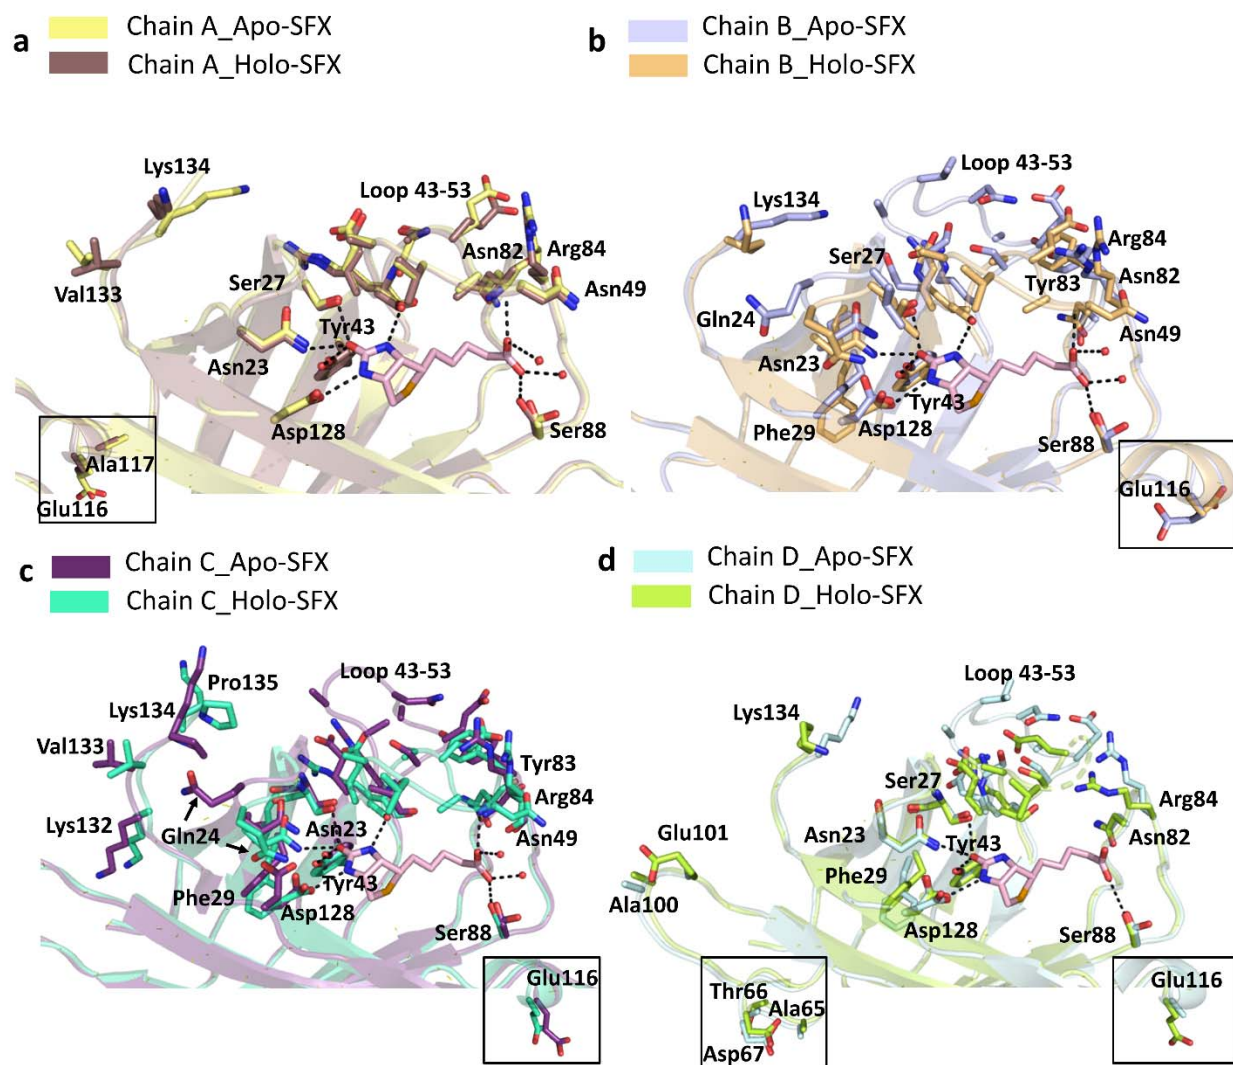 a
Chain A_Apo-SFX
Chain A_Holo-SFX
Lys134
Loop 43-53
Val133
Ser27
Asn82
Arg84
Asn49
Tyr43
Asn23
Asp128
Ser88
Ala117
Glu116
b
Chain B_Apo-SFX
Chain B_Holo-SFX
Loop 43-53
Lys134
Ser27
Arg84
Asn82
Tyr83
Gln24
Asn49
Asn23
Tyr43
Phe29
Asp128
Ser88
Glu116
c
Chain C_Apo-SFX
Chain C_Holo-SFX
Loop 43-53
Pro135
Lys134
Val133
Tyr83
Arg84
Lys132
Gln24
Asn23
Asn49
Tyr43
Phe29
Asp128
Ser88
Glu116
d
Chain D_Apo-SFX
Chain D_Holo-SFX
Loop 43-53
Lys134
Ser27
Arg84
Asn23
Tyr43
Asn82
Glu101
Phe29
Ala100
Asp128
Ser88
Thr66
Ala65
Asp67
Glu116